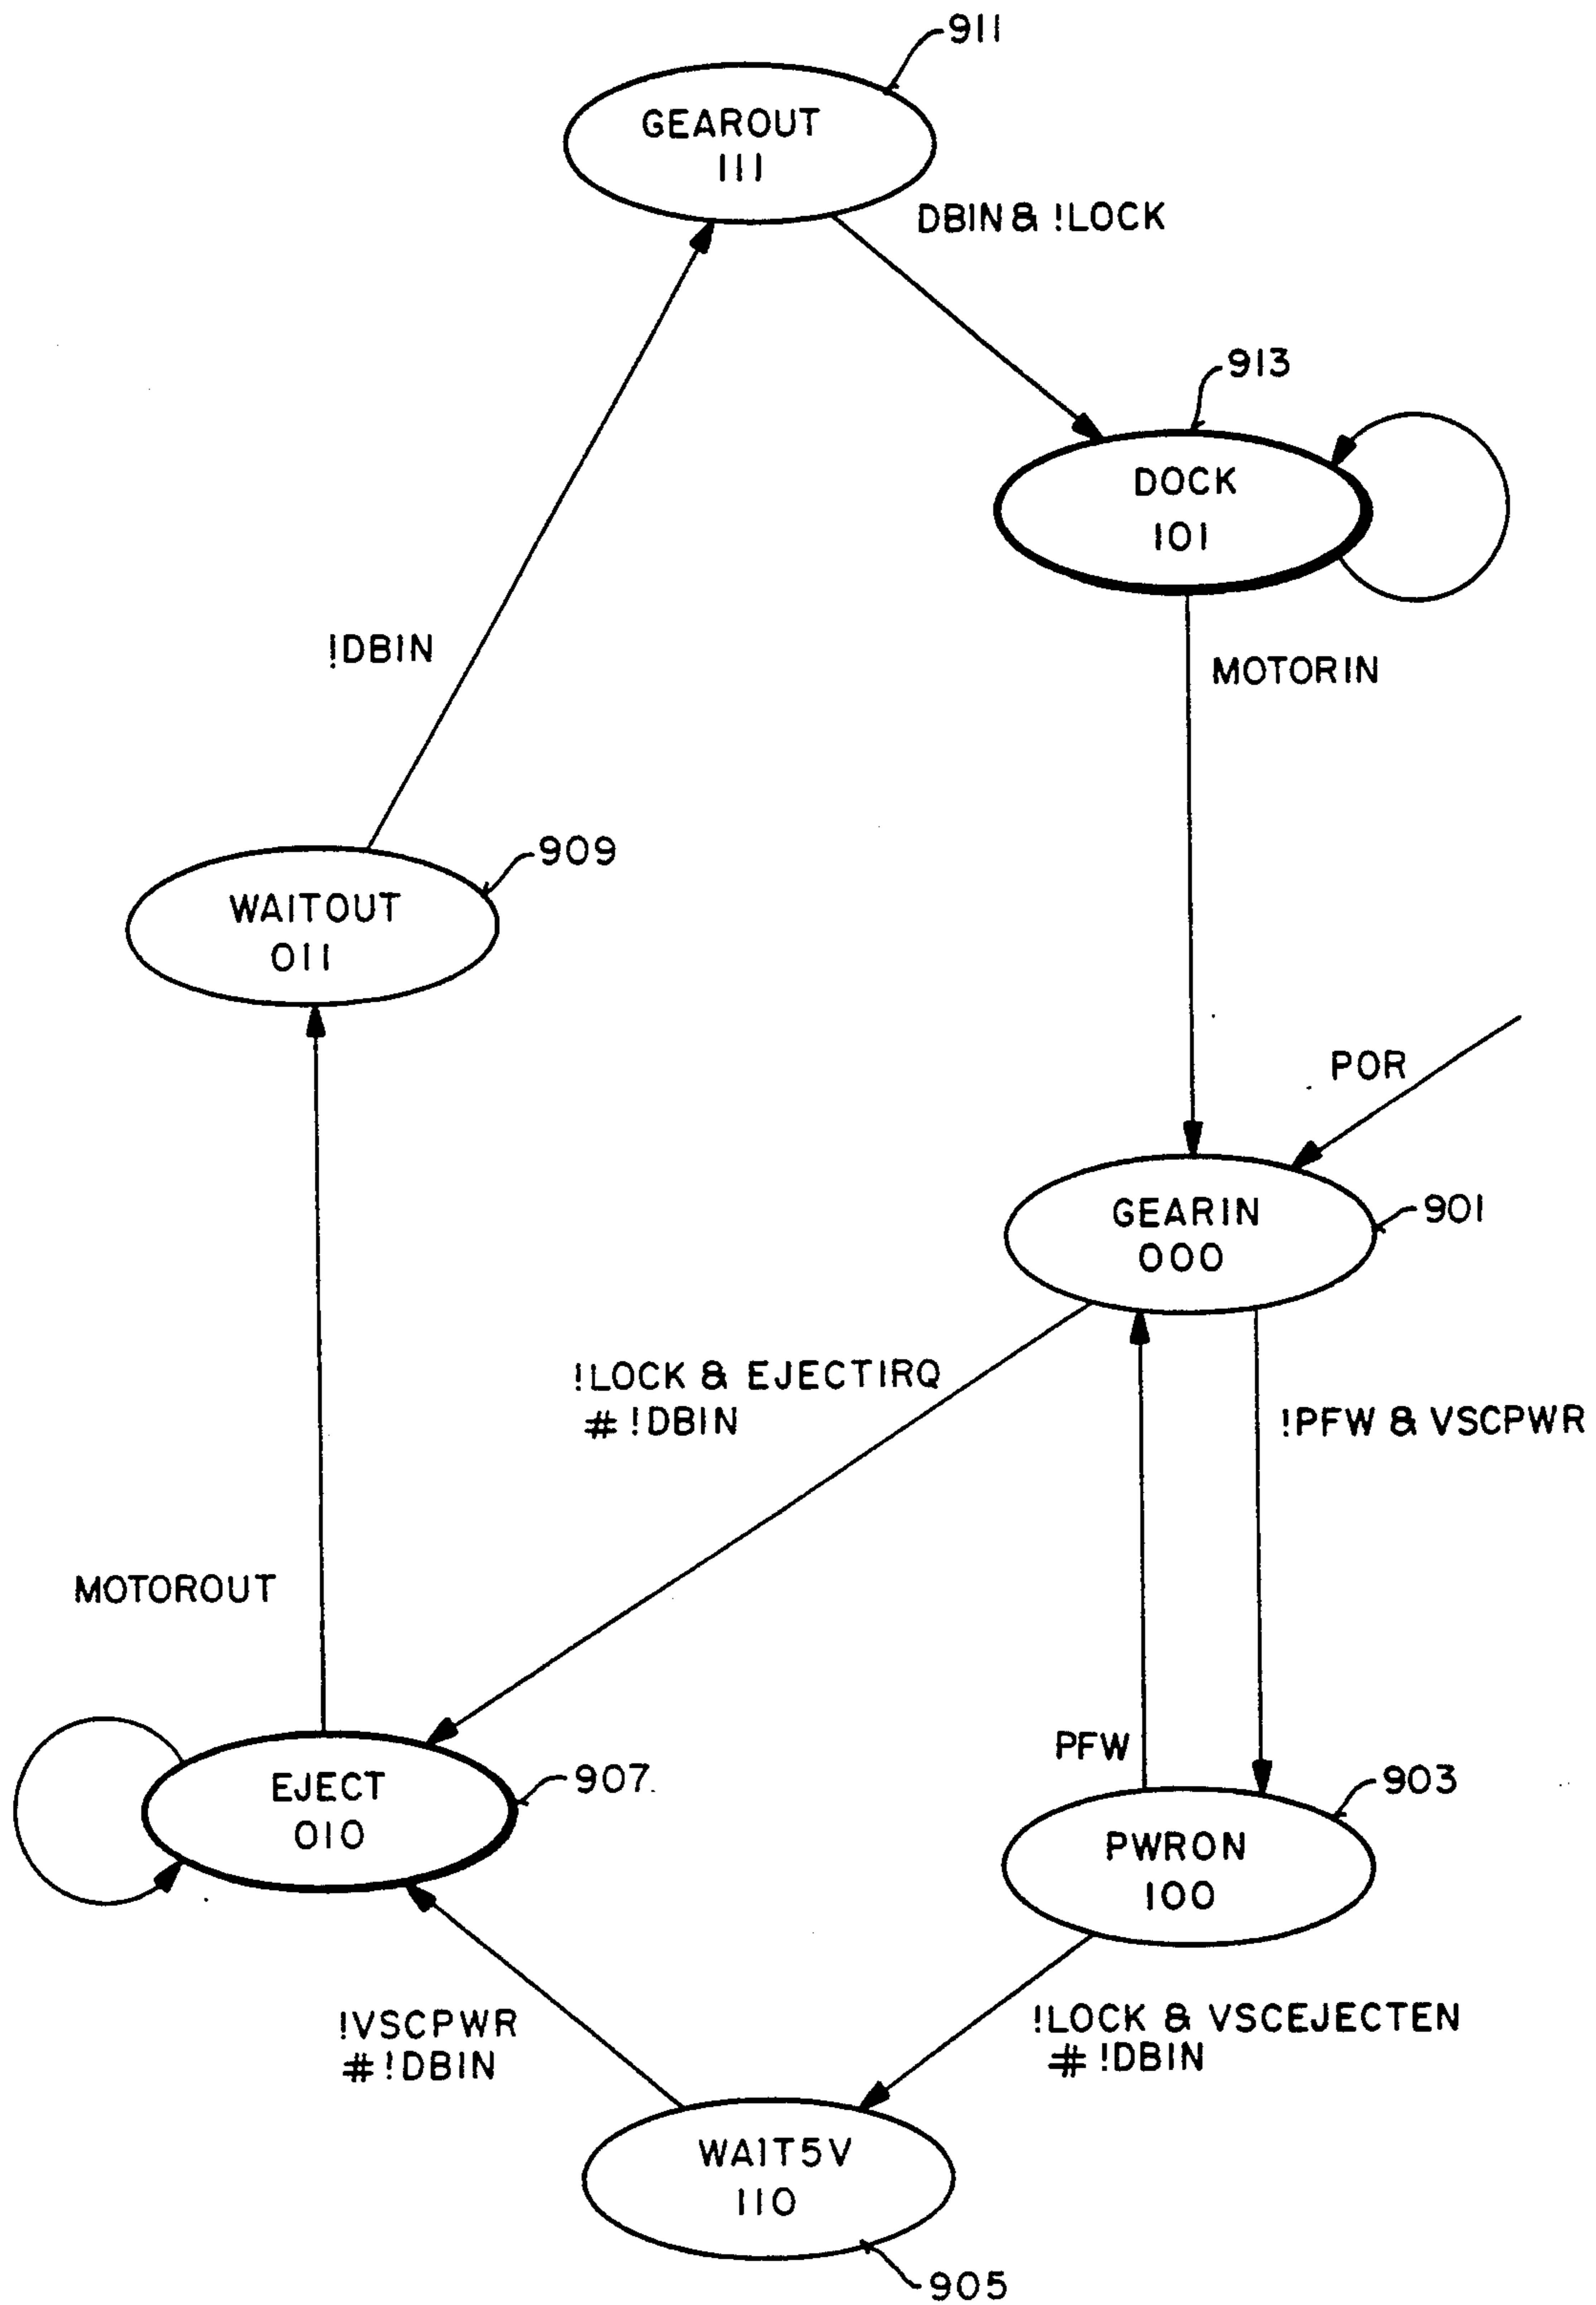 911
GEAROUT
111
DBIN & !LOCK
913
DOCK
101
!DBIN
MOTORIN
909
WAITOUT
011
POR
GEARIN
000
901
!LOCK & EJECTIRQ
# !DBIN
!PFW & VSCPWR
MOTOROUT
PFW
EJECT
010
907
903
PWRON
100
!VSCPWR
# !DBIN
!LOCK & VSCEJECTEN
# !DBIN
WAIT5V
110
905